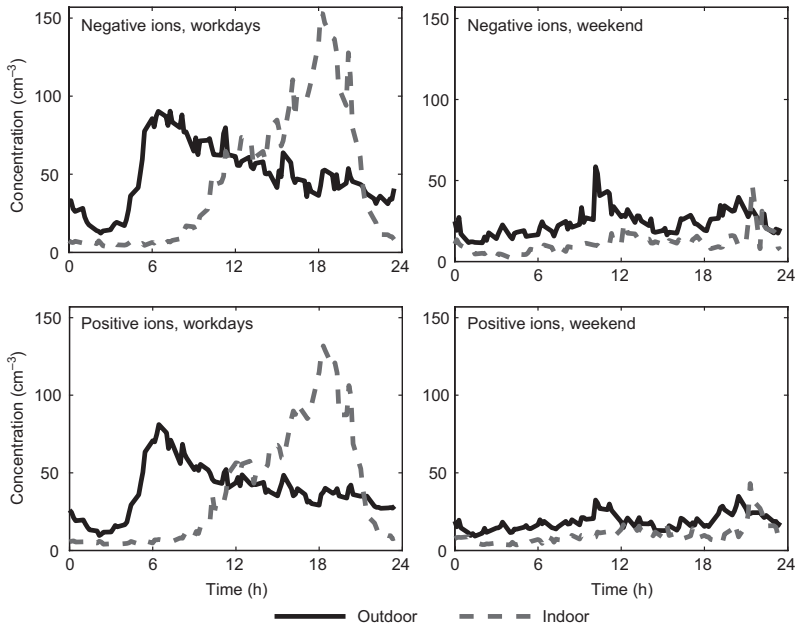 Negative ions, workdays
Concentration (cm⁻³)
150
100
50
0
0 6 12 18 24
Negative ions, weekend
150
100
50
0
0 6 12 18 24
Positive ions, workdays
Concentration (cm⁻³)
150
100
50
0
0 6 12 18 24
Time (h)
Positive ions, weekend
150
100
50
0
0 6 12 18 24
Time (h)
Outdoor Indoor